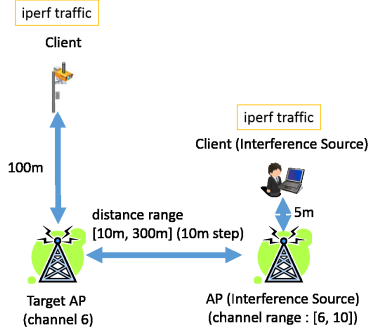 iperf traffic
Client
100m
iperf traffic
Client (Interference Source)
5m
distance range
[10m, 300m] (10m step)
Target AP
(channel 6)
AP (Interference Source)
(channel range : [6, 10])